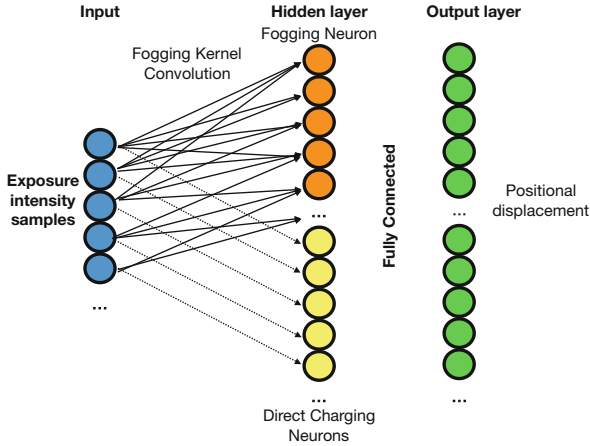 Input
Hidden layer
Output layer
Fogging Neuron
Fogging Kernel
Convolution
Exposure
intensity
samples
...
...
Fully Connected
...
Positional
displacement
...
...
Direct Charging
Neurons